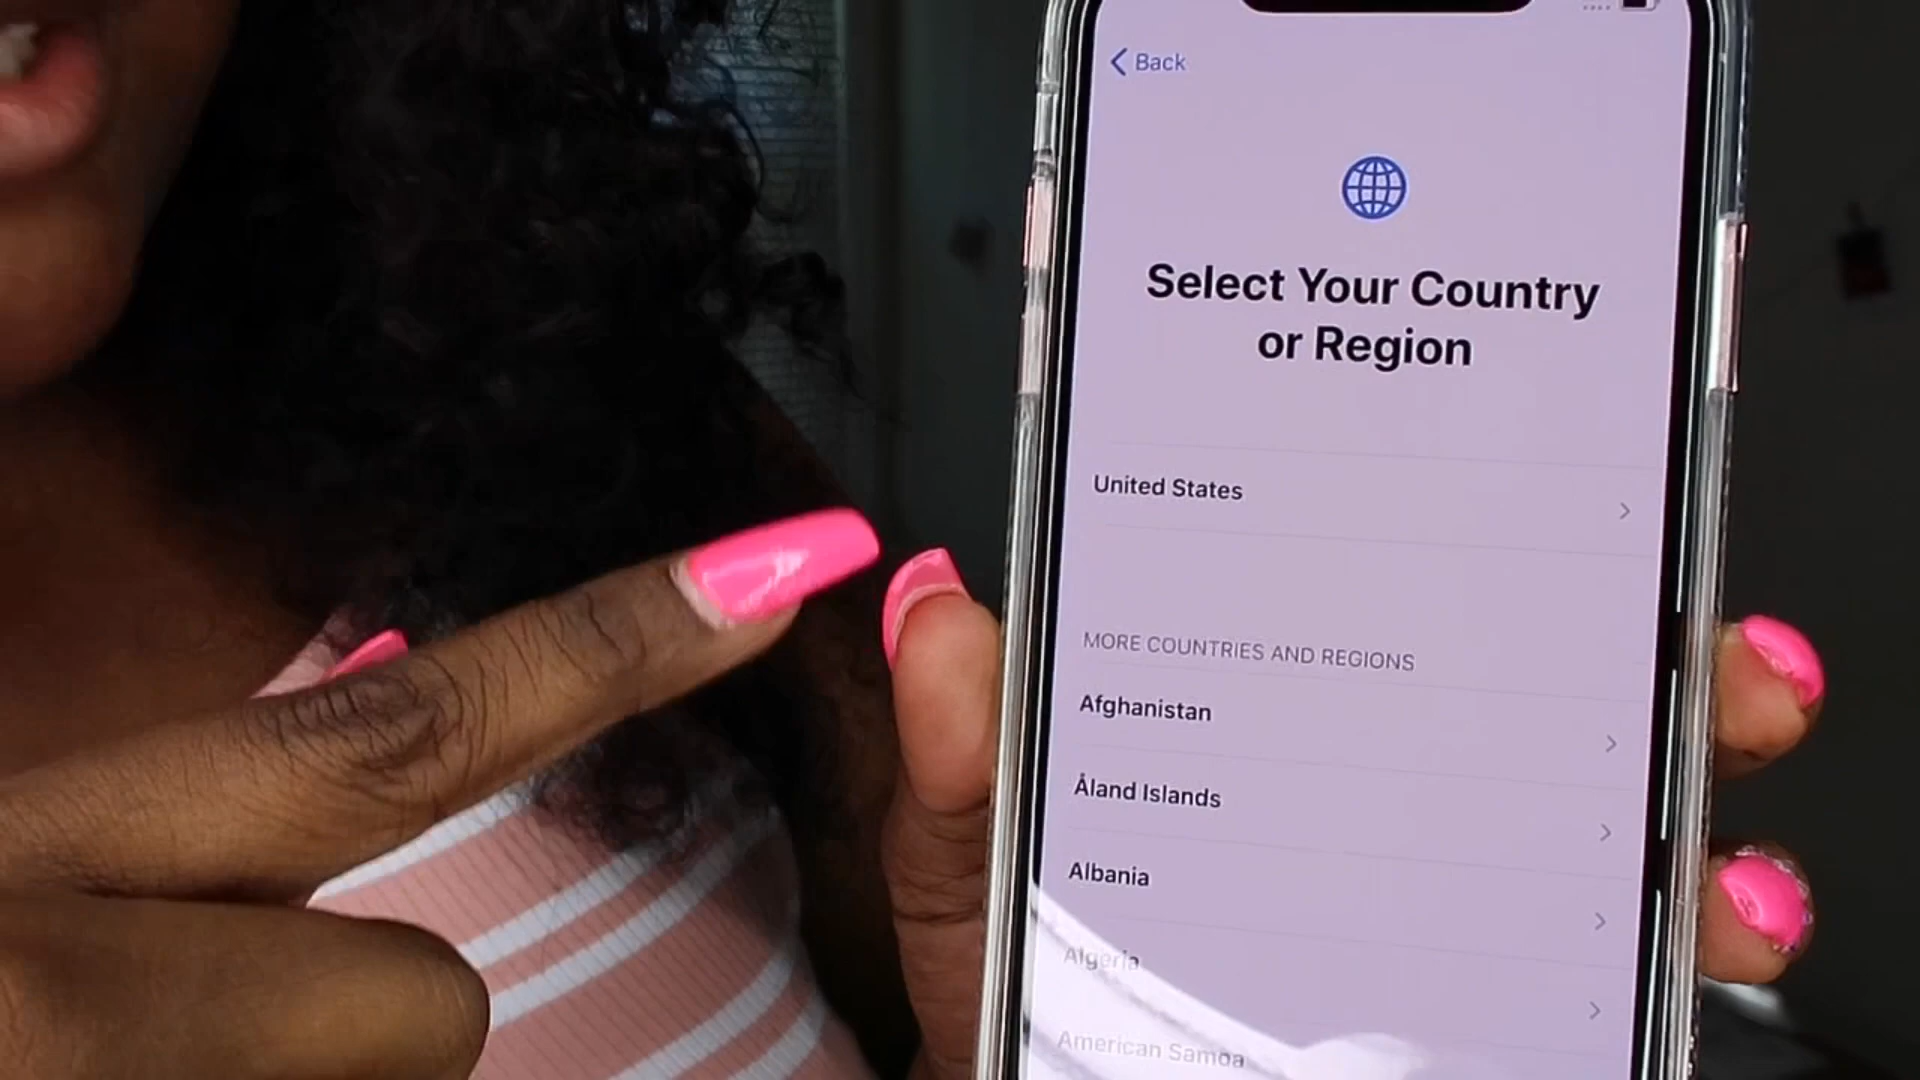 Back
Select Your Country
or Region
United States
MORE COUNTRIES AND REGIONS
Afghanistan
Åland Islands
Albania
Algeria
American Samoa